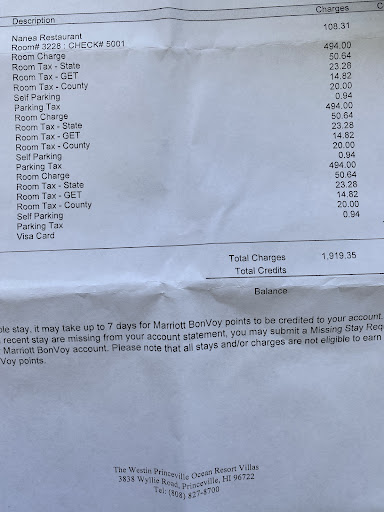 Description Charges C
Nanea Restaurant 108.31
Room# 3228 : CHECK# 5001
Room Charge 494.00
Room Tax - State 50.64
Room Tax - GET 23.28
Room Tax - County 14.82
Self Parking 20.00
Parking Tax 0.94
Room Charge 494.00
Room Tax - State 50.64
Room Tax - GET 23.28
Room Tax - County 14.82
Self Parking 20.00
Parking Tax 0.94
Room Charge 494.00
Room Tax - State 50.64
Room Tax - GET 23.28
Room Tax - County 14.82
Self Parking 20.00
Parking Tax 0.94
Visa Card
Total Charges 1,919.35
Total Credits
Balance
ble stay, it may take up to 7 days for Marriott BonVoy points to be credited to your account.
recent stay are missing from your account statement, you may submit a Missing Stay Req
Marriott BonVoy account. Please note that all stays and/or charges are not eligible to earn
Voy points.
The Westin Princeville Ocean Resort Villas
3838 Wyllie Road, Princeville, HI 96722
Tel: (808) 827-8700